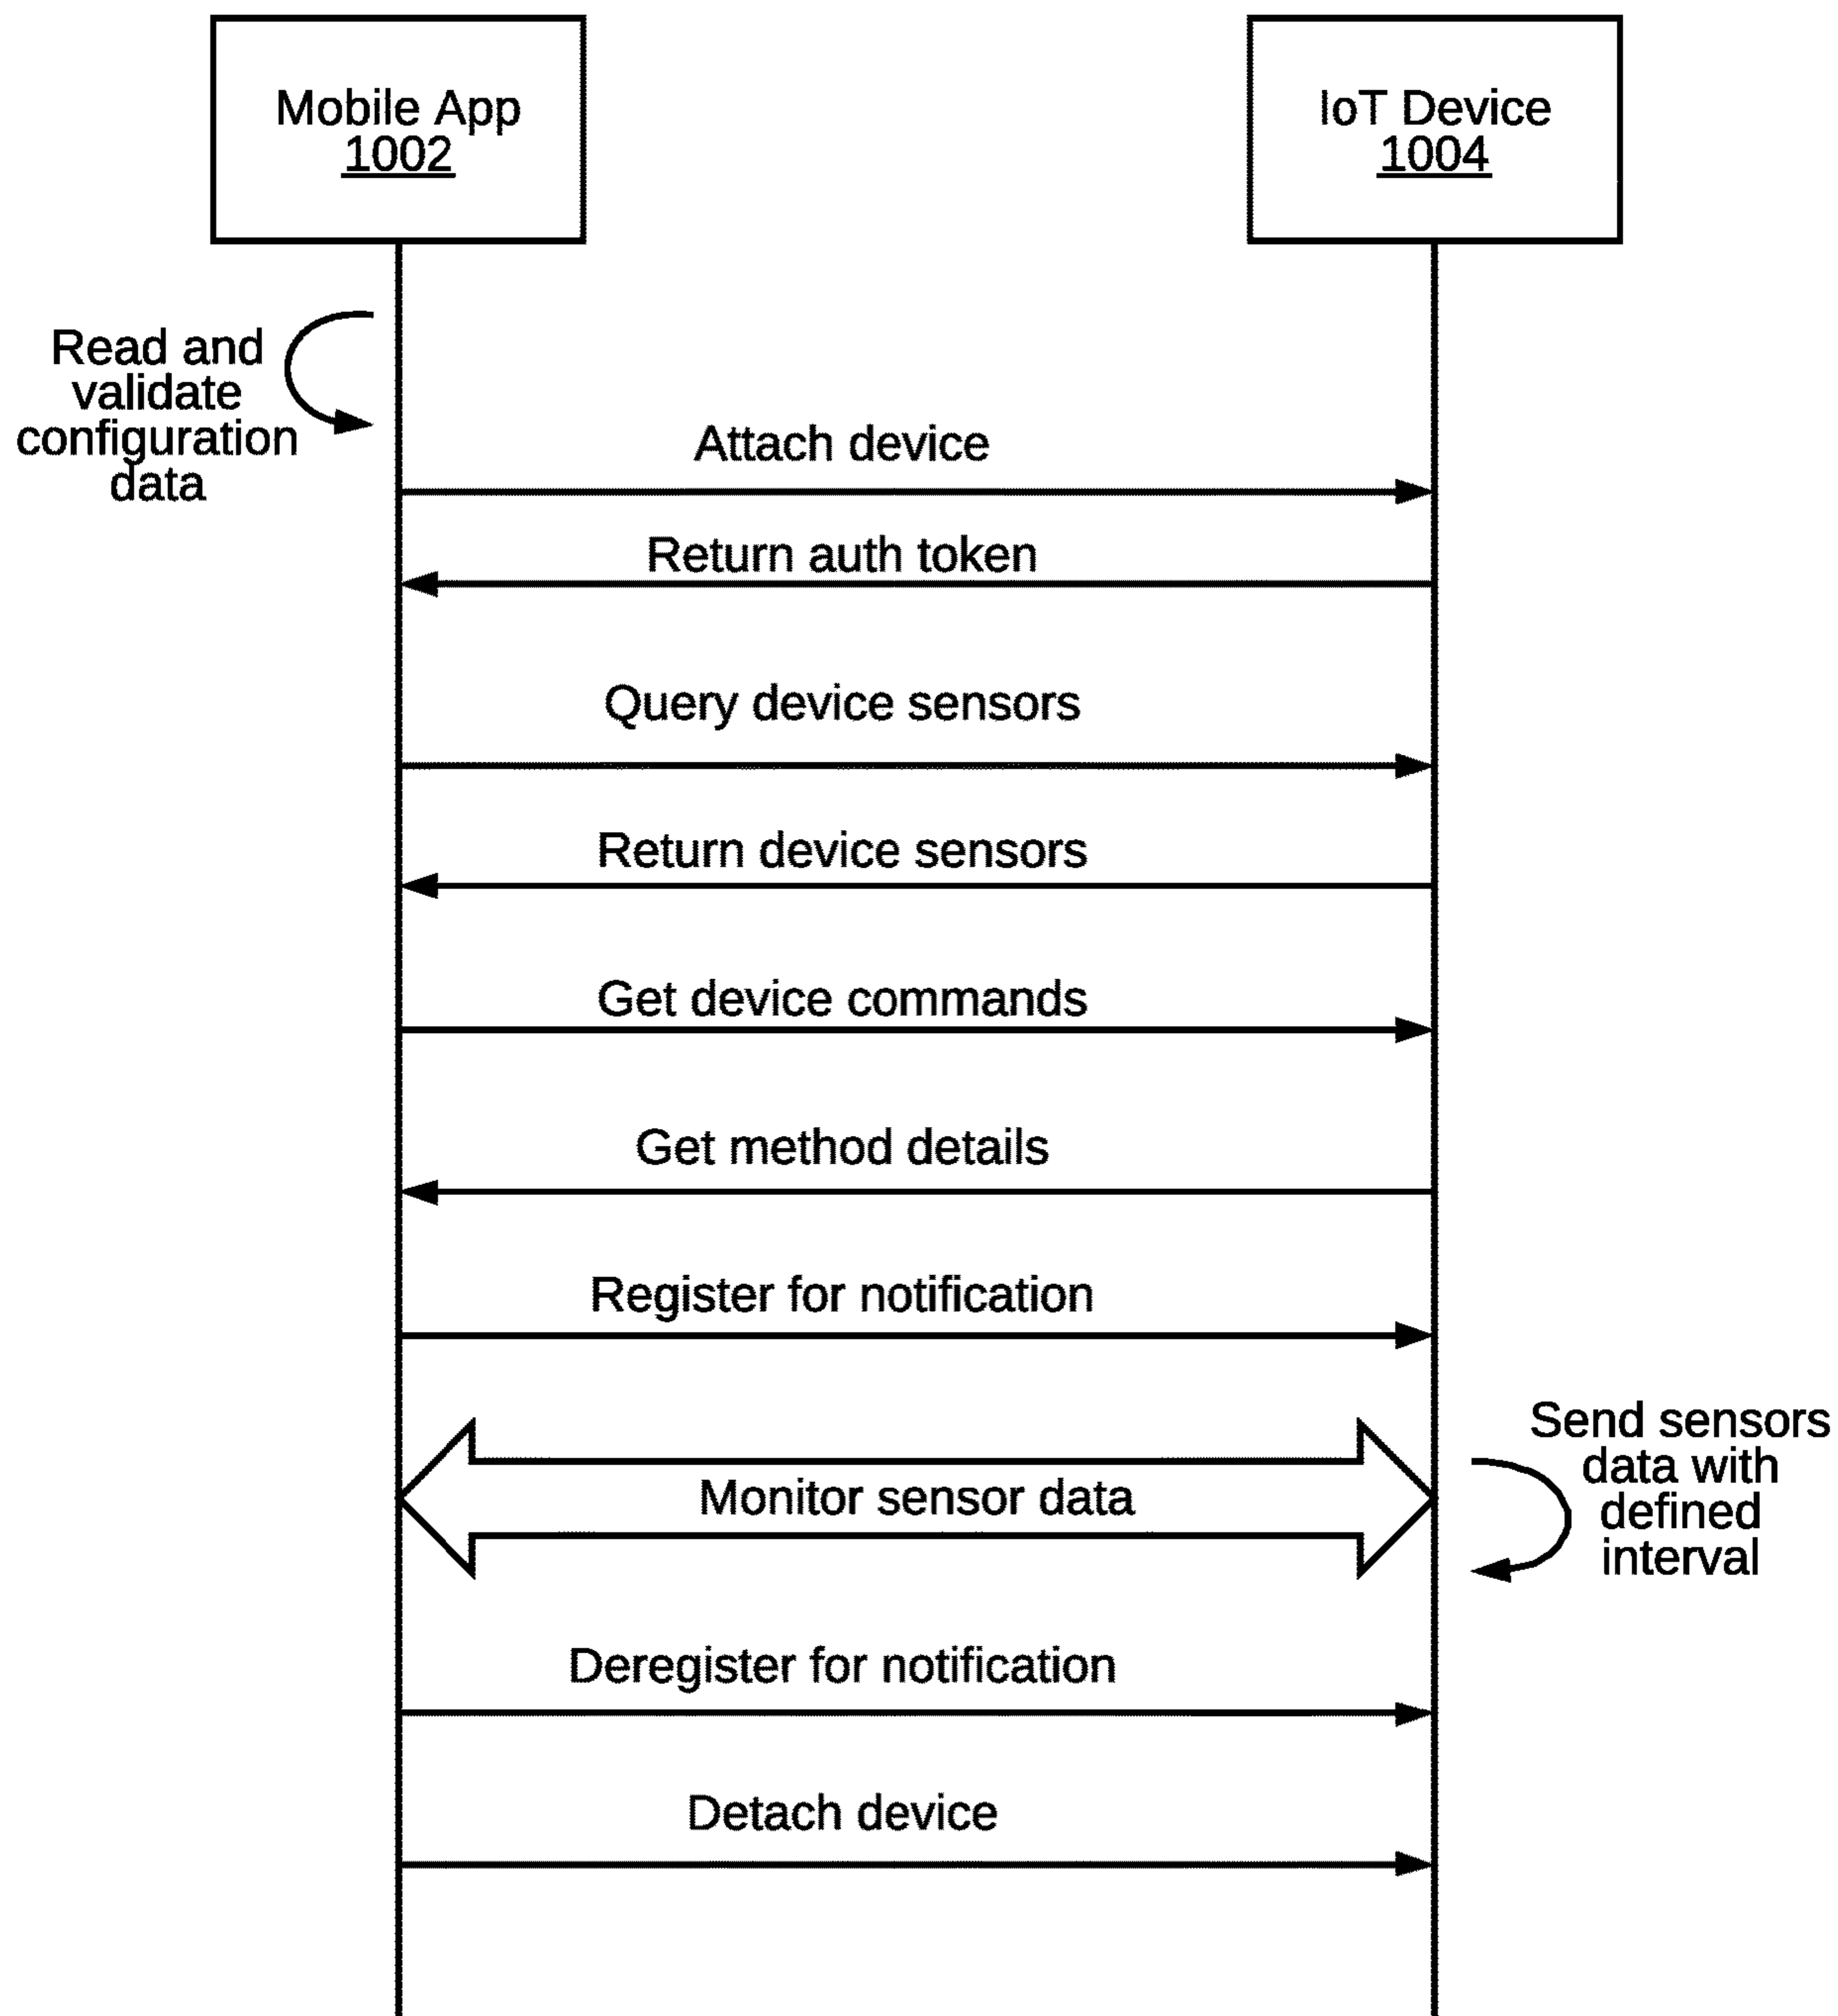 Mobile App
1002
IoT Device
1004
Read and
validate
configuration
data
Attach device
Return auth token
Query device sensors
Return device sensors
Get device commands
Get method details
Register for notification
Send sensors
data with
defined
interval
Monitor sensor data
Deregister for notification
Detach device